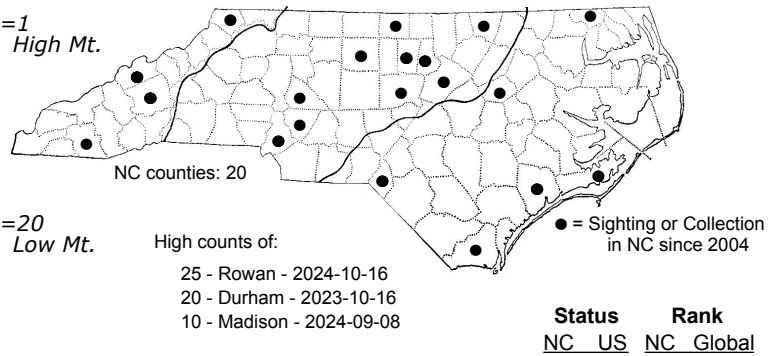 =1
High Mt.
NC counties: 20
=20
Low Mt.
High counts of:
25 - Rowan - 2024-10-16
20 - Durham - 2023-10-16
10 - Madison - 2024-09-08
● = Sighting or Collection
in NC since 2004
Status Rank
NC US NC Global